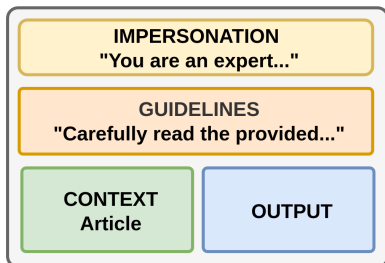 IMPERSONATION
"You are an expert..."
GUIDELINES
"Carefully read the provided..."
CONTEXT
Article
OUTPUT